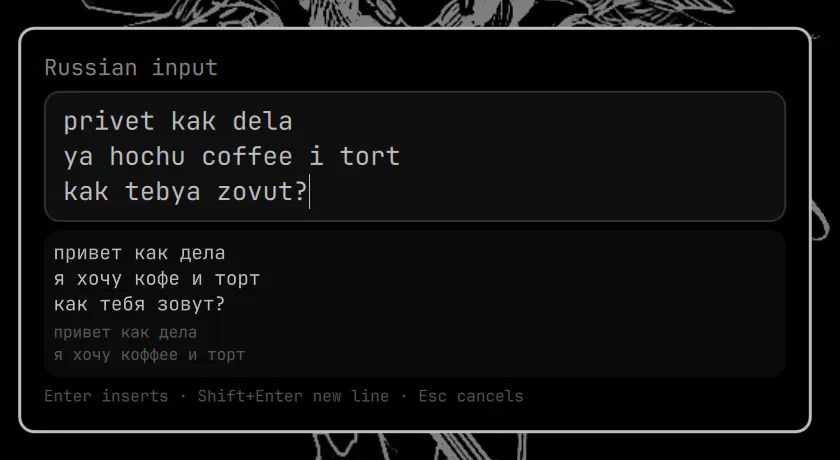 Russian input
privet kak dela
ya hochu coffee i tort
kak tebya zovut?
привет как дела
я хочу кофе и торт
как тебя зовут?
привет как дела
я хочу коффее и торт
Enter inserts · Shift+Enter new line · Esc cancels